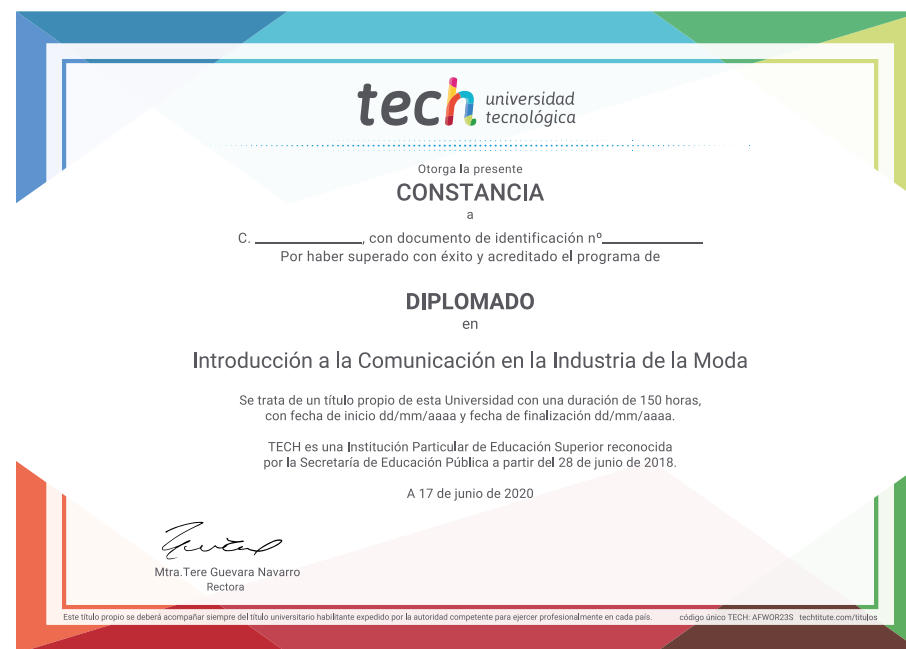 tech universidad
tecnológica
Otorga la presente
CONSTANCIA
a
C. ____________, con documento de identificación nº____________
Por haber superado con éxito y acreditado el programa de
DIPLOMADO
en
Introducción a la Comunicación en la Industria de la Moda
Se trata de un título propio de esta Universidad con una duración de 150 horas,
con fecha de inicio dd/mm/aaaa y fecha de finalización dd/mm/aaaa.
TECH es una Institución Particular de Educación Superior reconocida
por la Secretaría de Educación Pública a partir del 28 de junio de 2018.
A 17 de junio de 2020
Mtra.Tere Guevara Navarro
Rectora
Este título propio se deberá acompañar siempre del título universitario habilitante expedido por la autoridad competente para ejercer profesionalmente en cada país. código único TECH: AFWOR23S techtitute.com/titulos